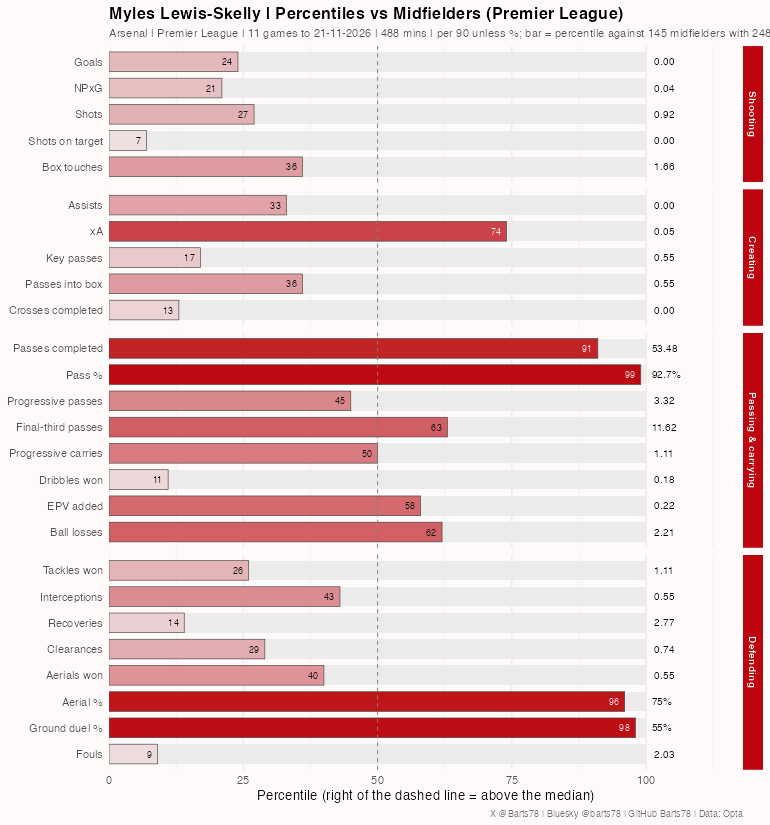 Myles Lewis-Skelly | Percentiles vs Midfielders (Premier League)
Arsenal | Premier League | 11 games to 21-11-2026 | 488 mins | per 90 unless %; bar = percentile against 145 midfielders with 248
Goals 24 0.00
NPxG 21 0.04
Shots 27 0.92
Shots on target 7 0.00
Box touches 36 1.66
Shooting
Assists 33 0.00
xA 74 0.05
Key passes 17 0.55
Passes into box 36 0.55
Crosses completed 13 0.00
Creating
Passes completed 91 53.48
Pass % 99 92.7%
Progressive passes 45 3.32
Final-third passes 63 11.62
Progressive carries 50 1.11
Dribbles won 11 0.18
EPV added 58 0.22
Ball losses 62 2.21
Passing & carrying
Tackles won 26 1.11
Interceptions 43 0.55
Recoveries 14 2.77
Clearances 29 0.74
Aerials won 40 0.55
Aerial % 96 75%
Ground duel % 98 55%
Fouls 9 2.03
Defending
0 25 50 75 100
Percentile (right of the dashed line = above the median)
X @Barts78 | Bluesky @barts78 | GitHub Barts78 | Data: Opta